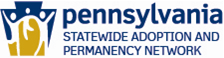 pennsylvania
STATEWIDE ADOPTION AND
PERMANENCY NETWORK